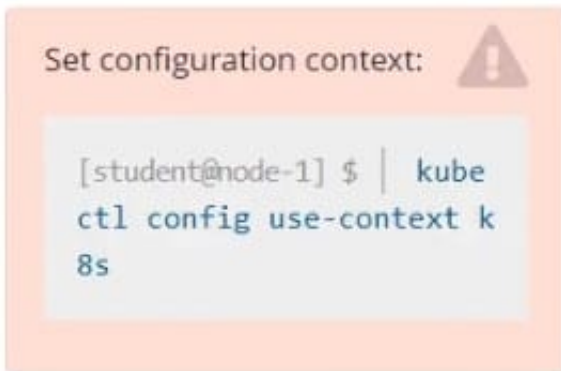 Set configuration context:
[student@node-1] $ | kube
ctl config use-context k
8s